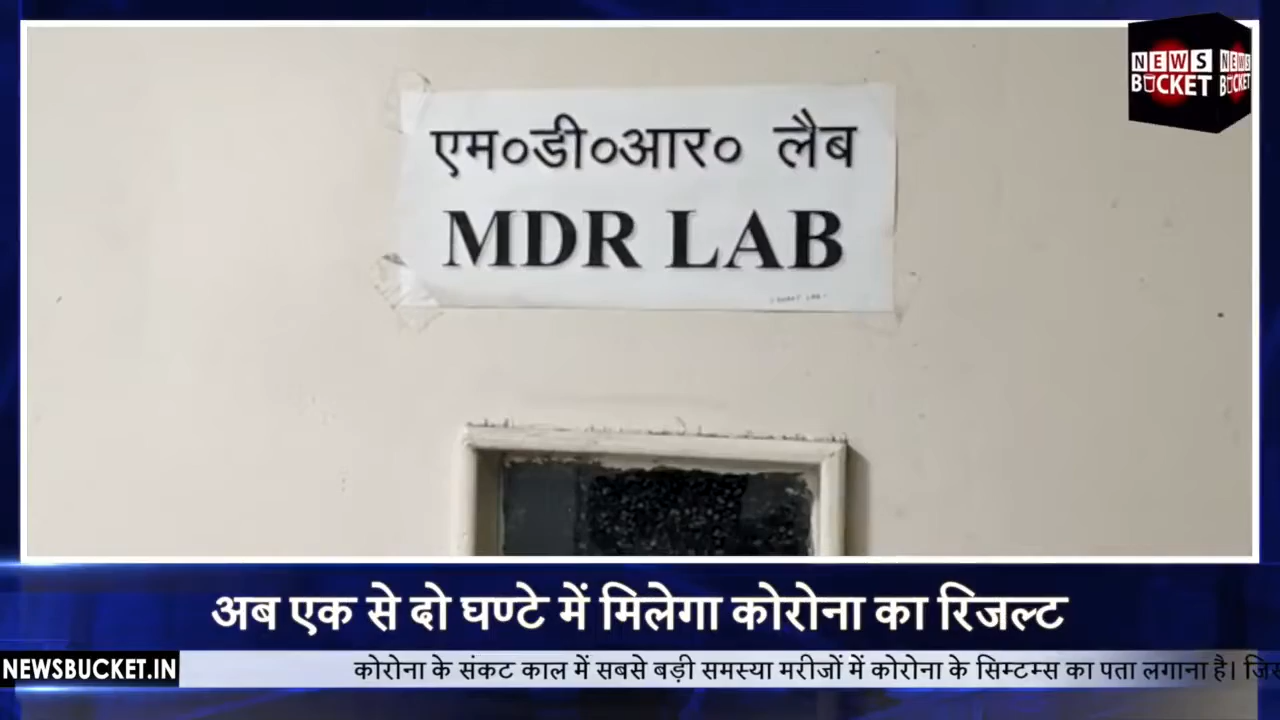 NEWS
BUCKET
NEWS
BUCKET
एम०डी०आर० लैब
MDR LAB
अब एक से दो घण्टे में मिलेगा कोरोना का रिजल्ट
NEWSBUCKET.IN
कोरोना के संकट काल में सबसे बड़ी समस्या मरीजों में कोरोना के सिम्टम्स का पता लगाना है।